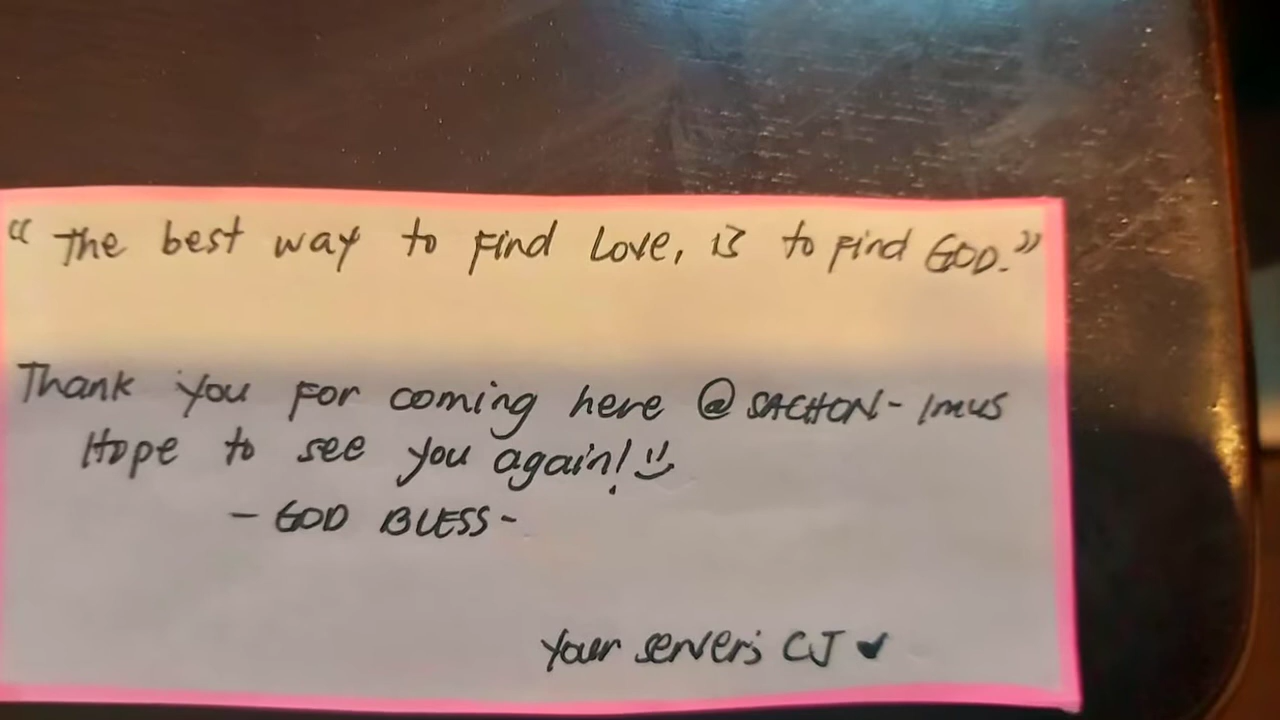 “The best way to Find Love, is to Find GOD.”
Thank you For coming here @ SACHON - Imus
Hope to see you again!
- GOD BLESS -
Your server's CJ